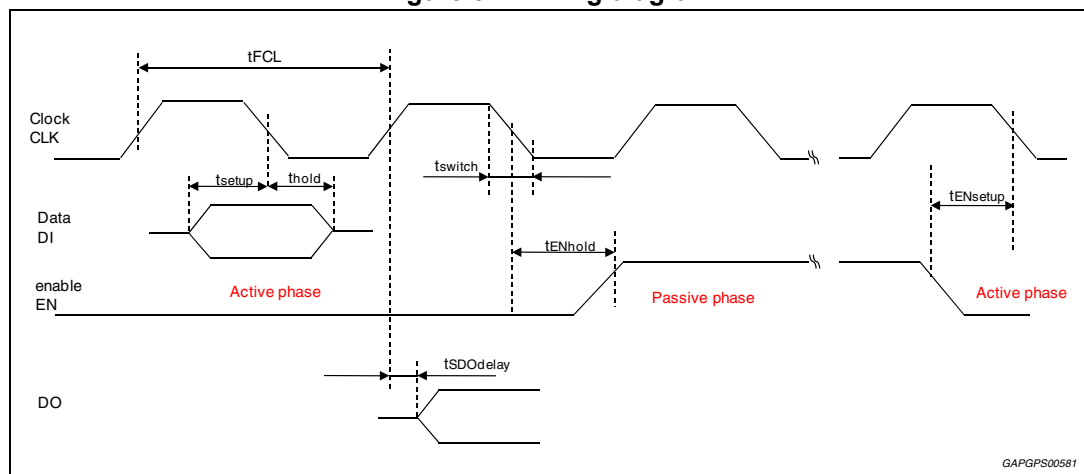 tFCL
Clock
CLK
tswitch
tsetup
thold
tENsetup
Data
DI
tENhold
enable
EN
Active phase
Passive phase
Active phase
tSDOdelay
DO
GAPGPS00581